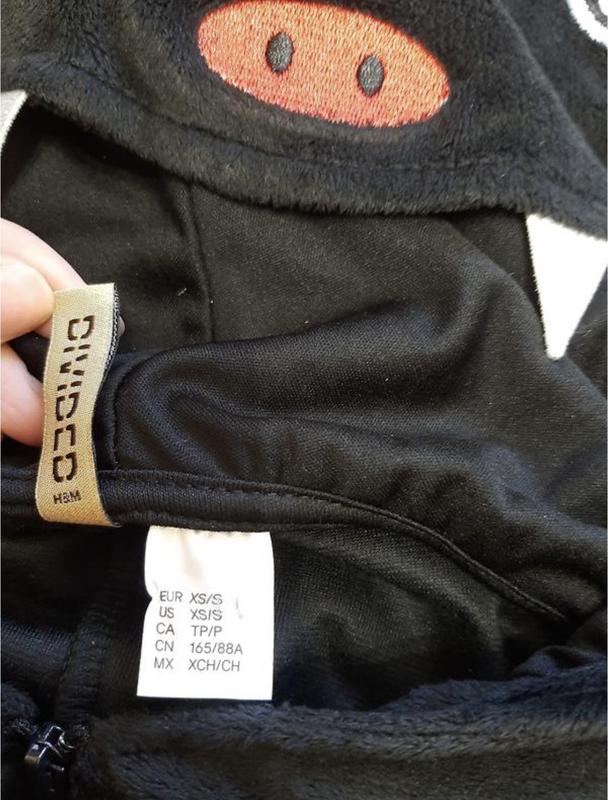 DIVIDED
H&M
EUR XS/S
US XS/S
CA TP/P
CN 165/88A
MX XCH/CH